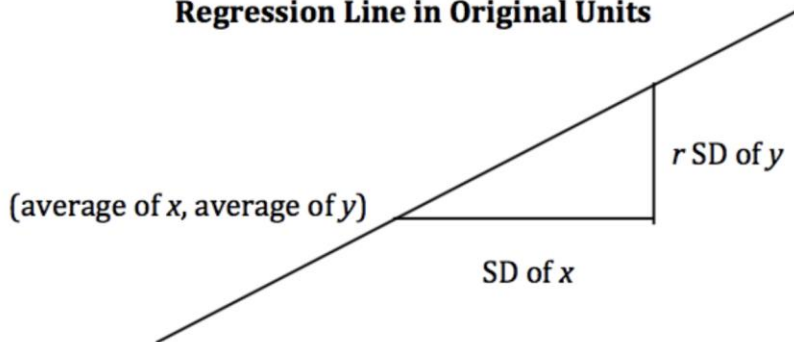 Regression Line in Original Units
r SD of y
(average of x, average of y)
SD of x